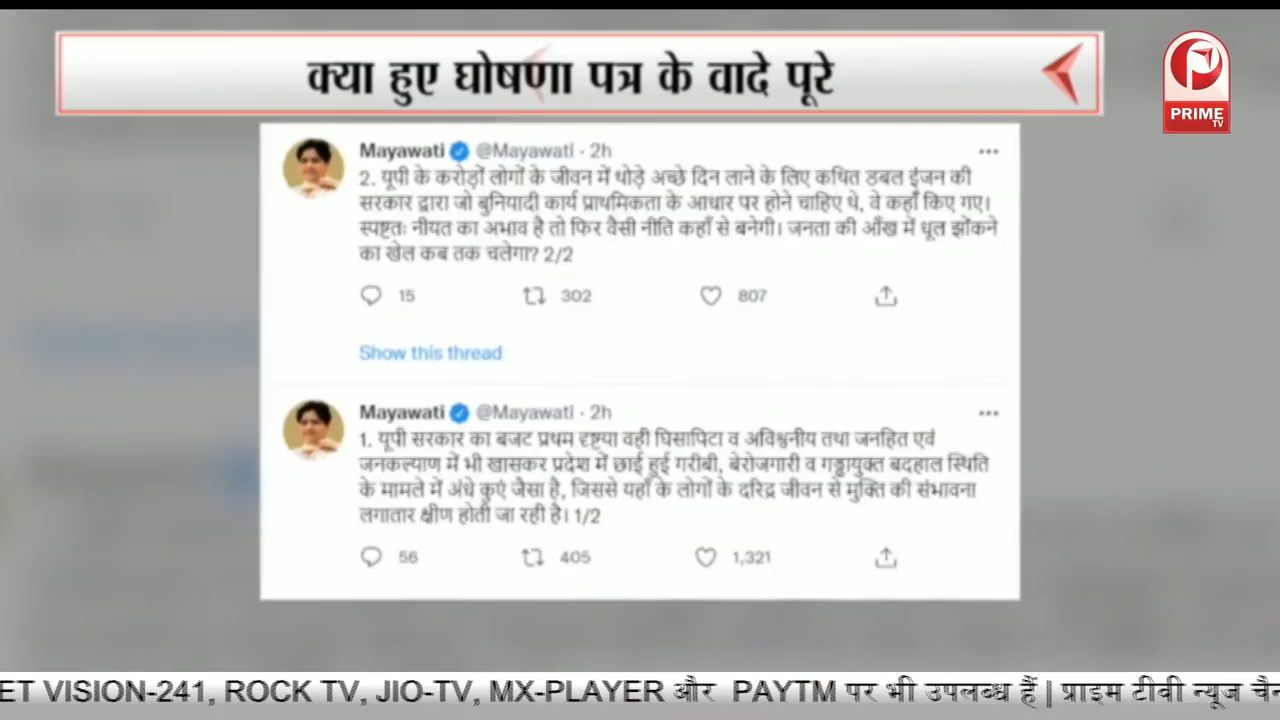 क्या हुए घोषणा पत्र के वादे पूरे
PRIME
TV
Mayawati @Mayawati · 2h
2. यूपी के करोड़ों लोगों के जीवन में थोड़े अच्छे दिन लाने के लिए कथित डबल इंजन की
सरकार द्वारा जो बुनियादी कार्य प्राथमिकता के आधार पर होने चाहिए थे, वे कहाँ किए गए।
स्पष्टतः नीयत का अभाव है तो फिर वैसी नीति कहाँ से बनेगी। जनता की आँख में धूल झोंकने
का खेल कब तक चलेगा? 2/2
15 302 807
Show this thread
Mayawati @Mayawati · 2h
1. यूपी सरकार का बजट प्रथम दृष्टया वही घिसापिटा व अविश्वनीय तथा जनहित एवं
जनकल्याण में भी खासकर प्रदेश में छाई हुई गरीबी, बेरोजगारी व गड्ढायुक्त बदहाल स्थिति
के मामले में अंधे कुएं जैसा है, जिससे यहाँ के लोगों के दरिद्र जीवन से मुक्ति की संभावना
लगातार क्षीण होती जा रही है। 1/2
56 405 1,321
ET VISION-241, ROCK TV, JIO-TV, MX-PLAYER और PAYTM पर भी उपलब्ध हैं | प्राइम टीवी न्यूज चैन